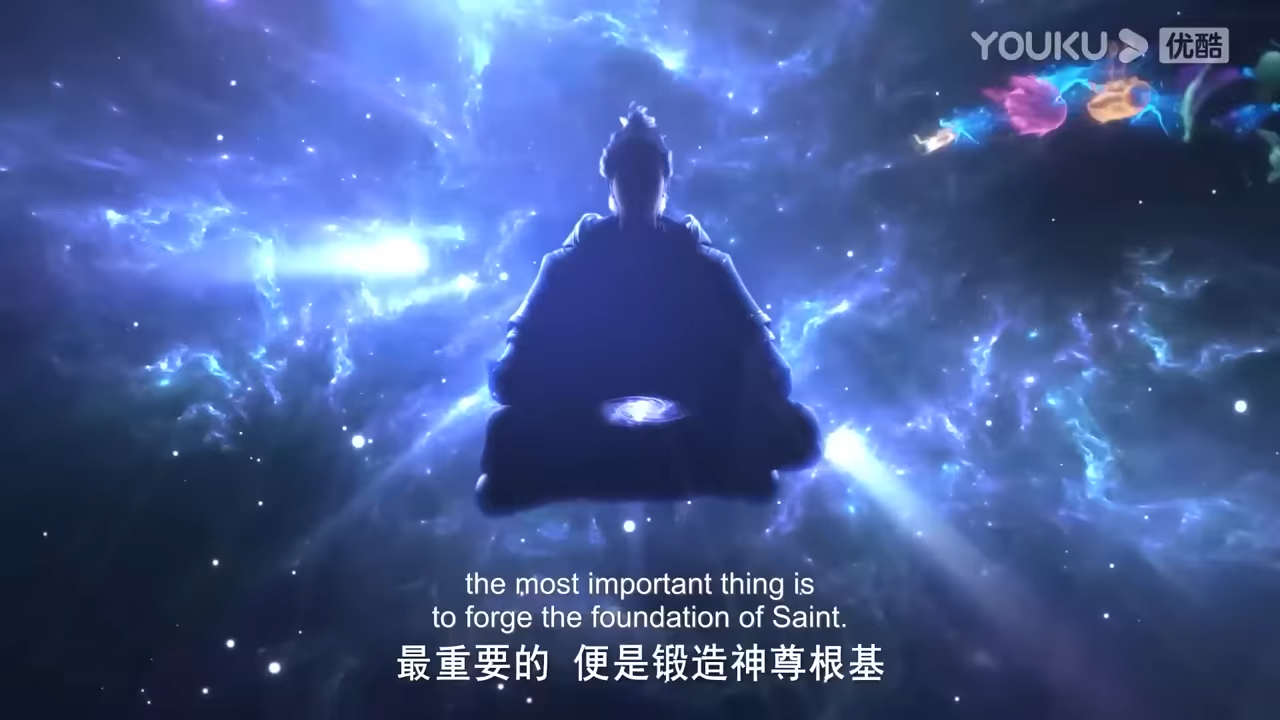 YOUKU 优酷
the most important thing is
to forge the foundation of Saint.
最重要的 便是锻造神尊根基